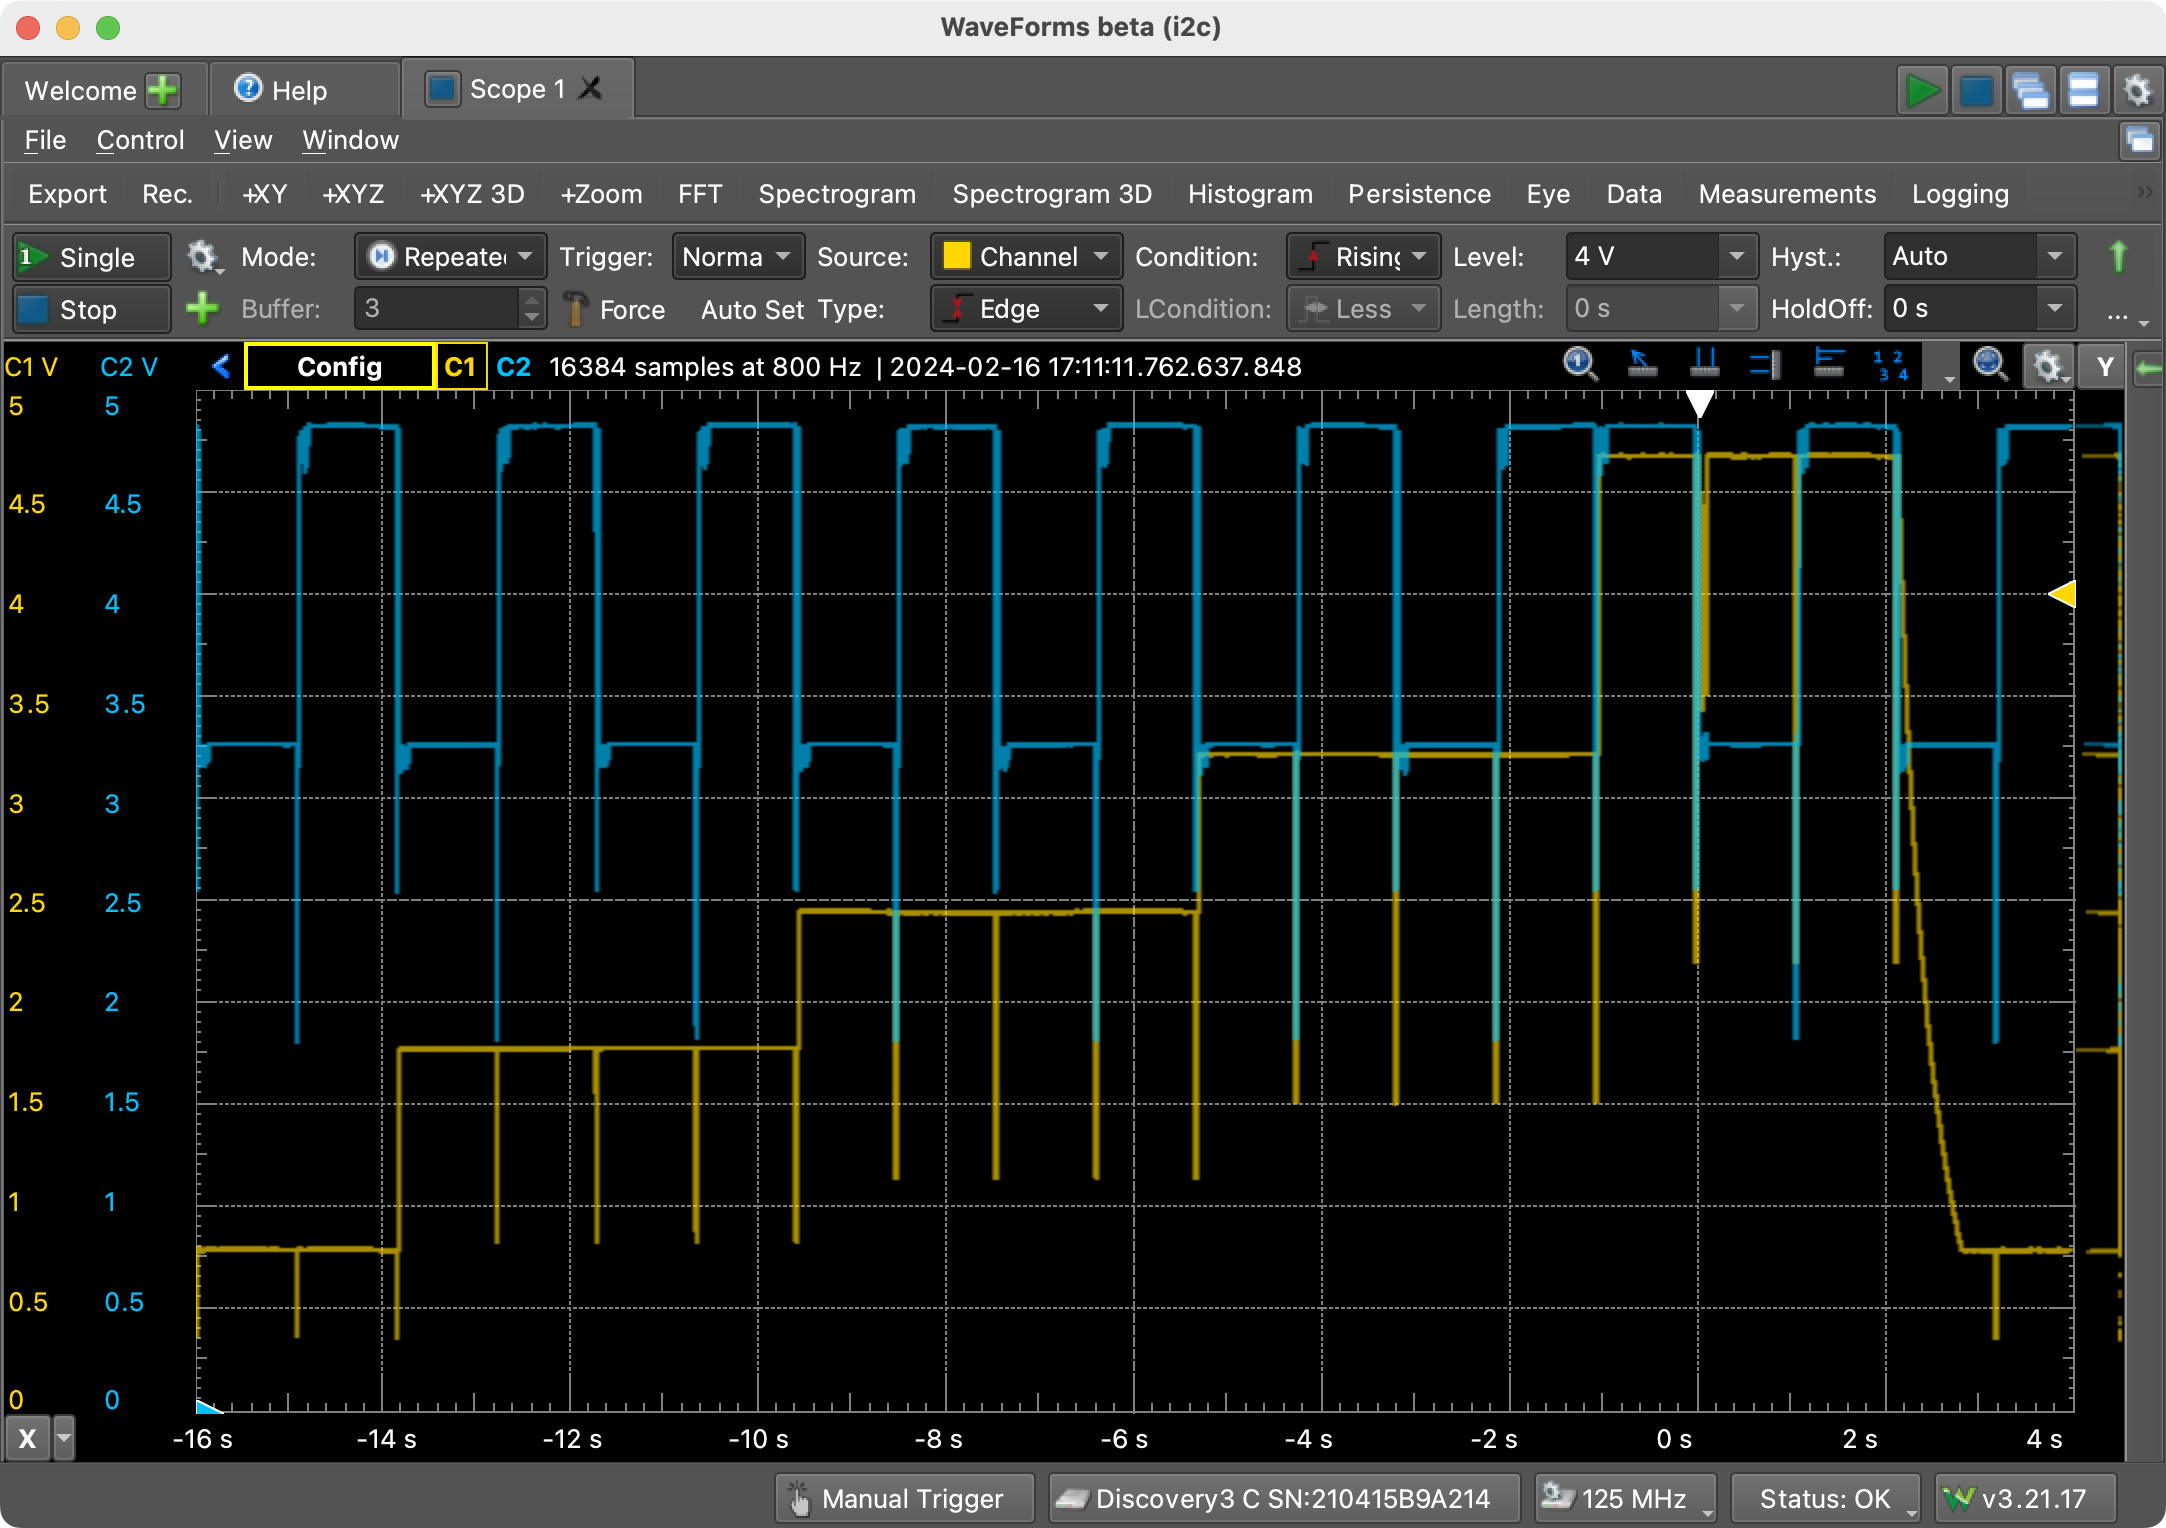 WaveForms beta (i2c)
Welcome Help Scope 1
File Control View Window
Export Rec. +XY +XYZ +XYZ 3D +Zoom FFT Spectrogram Spectrogram 3D Histogram Persistence Eye Data Measurements Logging »
1 Single Mode: Repeate Trigger: Norma Source: Channel Condition: Rising Level: 4 V Hyst.: Auto
Stop Buffer: 3 Force Auto Set Type: Edge LCondition: Less Length: 0 s HoldOff: 0 s ...
C1 V C2 V Config C1 C2 16384 samples at 800 Hz | 2024-02-16 17:11:11.762.637.848 1 1 2 3 4 Y
5 5
4.5 4.5
4 4
3.5 3.5
3 3
2.5 2.5
2 2
1.5 1.5
1 1
0.5 0.5
0 0
X -16 s -14 s -12 s -10 s -8 s -6 s -4 s -2 s 0 s 2 s 4 s
Manual Trigger Discovery3 C SN:210415B9A214 125 MHz Status: OK v3.21.17